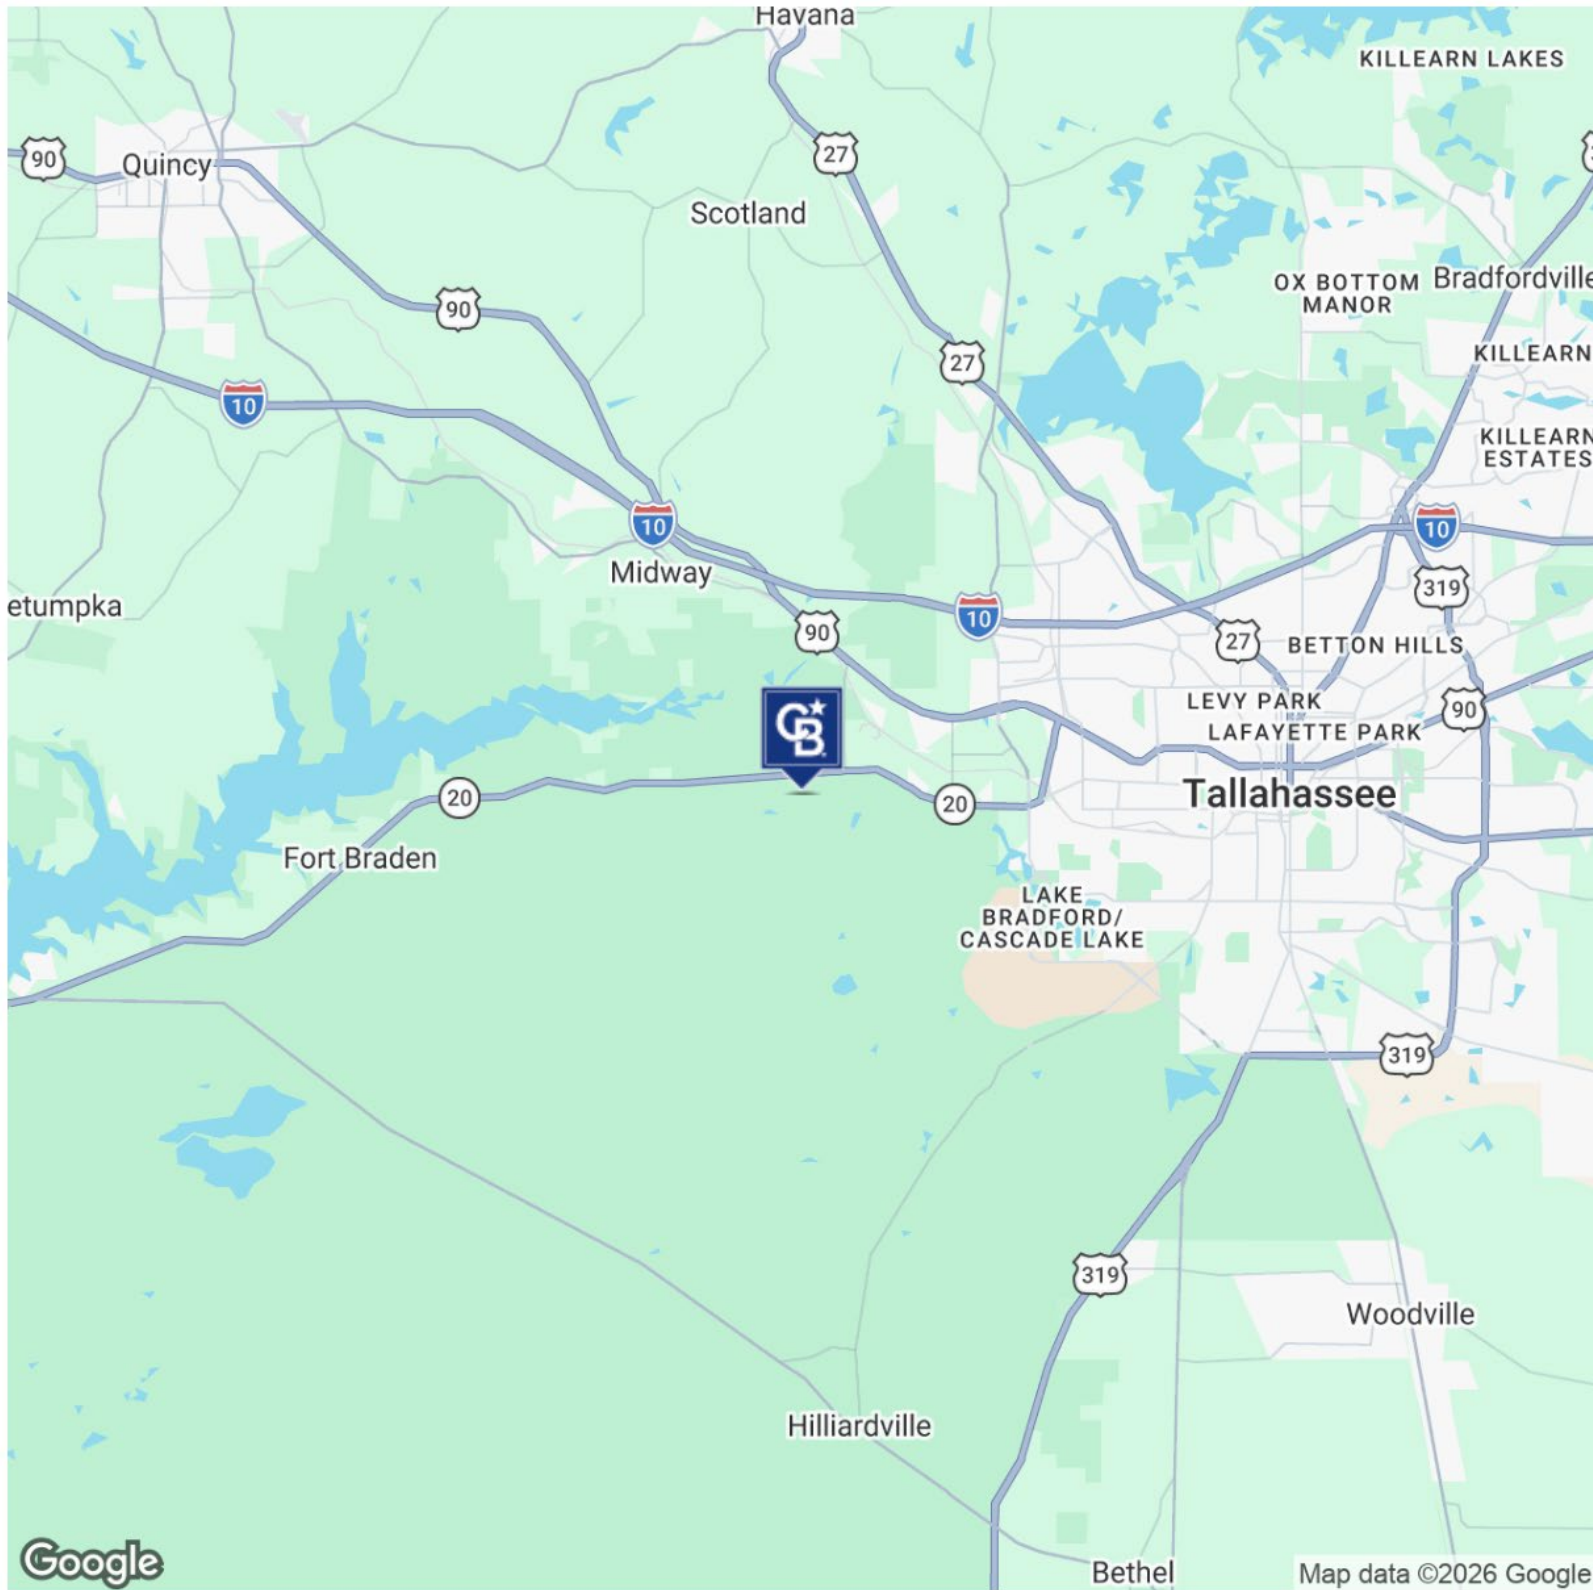 Havana
KILLEARN LAKES
90
Quincy
27
Scotland
OX BOTTOM
MANOR
Bradfordville
90
27
KILLEARN
10
KILLEARN
ESTATES
10
10
Midway
319
etumpka
10
90
27
BETTON HILLS
LEVY PARK
90
CB
LAFAYETTE PARK
20
20
Tallahassee
Fort Braden
LAKE
BRADFORD/
CASCADE LAKE
319
319
Woodville
Hilliardville
Google
Bethel
Map data ©2026 Google